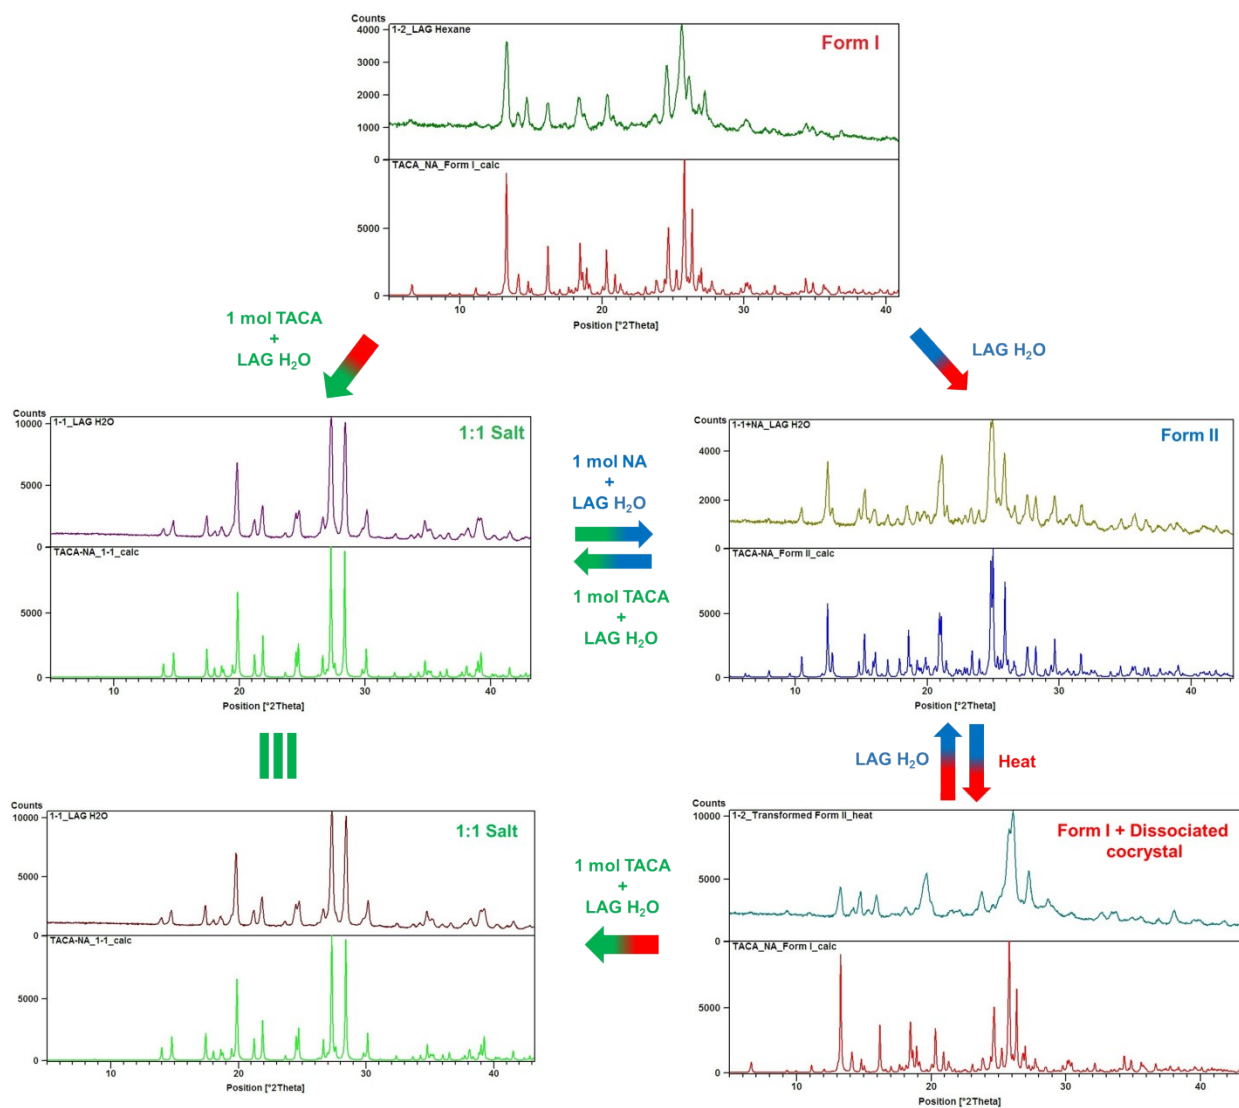 Counts
1-2_LAG Hexane
Form I
4000
3000
2000
1000
0
TACA_NA_Form I_calc
5000
0
10
20
30
40
Position [°2Theta]
1 mol TACA
+
LAG H₂O
LAG H₂O
Counts
1-1_LAG H2O
1:1 Salt
10000
5000
0
TACA-NA_1-1_calc
5000
0
10
20
30
40
Position [°2Theta]
1 mol NA
+
LAG H₂O
1 mol TACA
+
LAG H₂O
Counts
1-1+NA_LAG H2O
Form II
4000
2000
0
TACA-NA_Form II_calc
5000
0
10
20
30
40
Position [°2Theta]
LAG H₂O
Heat
Counts
1-1_LAG H2O
1:1 Salt
10000
5000
0
TACA-NA_1-1_calc
5000
0
10
20
30
40
Position [°2Theta]
1 mol TACA
+
LAG H₂O
Counts
1-2_Transformed Form II_heat
Form I + Dissociated
cocrystal
10000
5000
0
TACA_NA_Form I_calc
5000
0
10
20
30
40
Position [°2Theta]